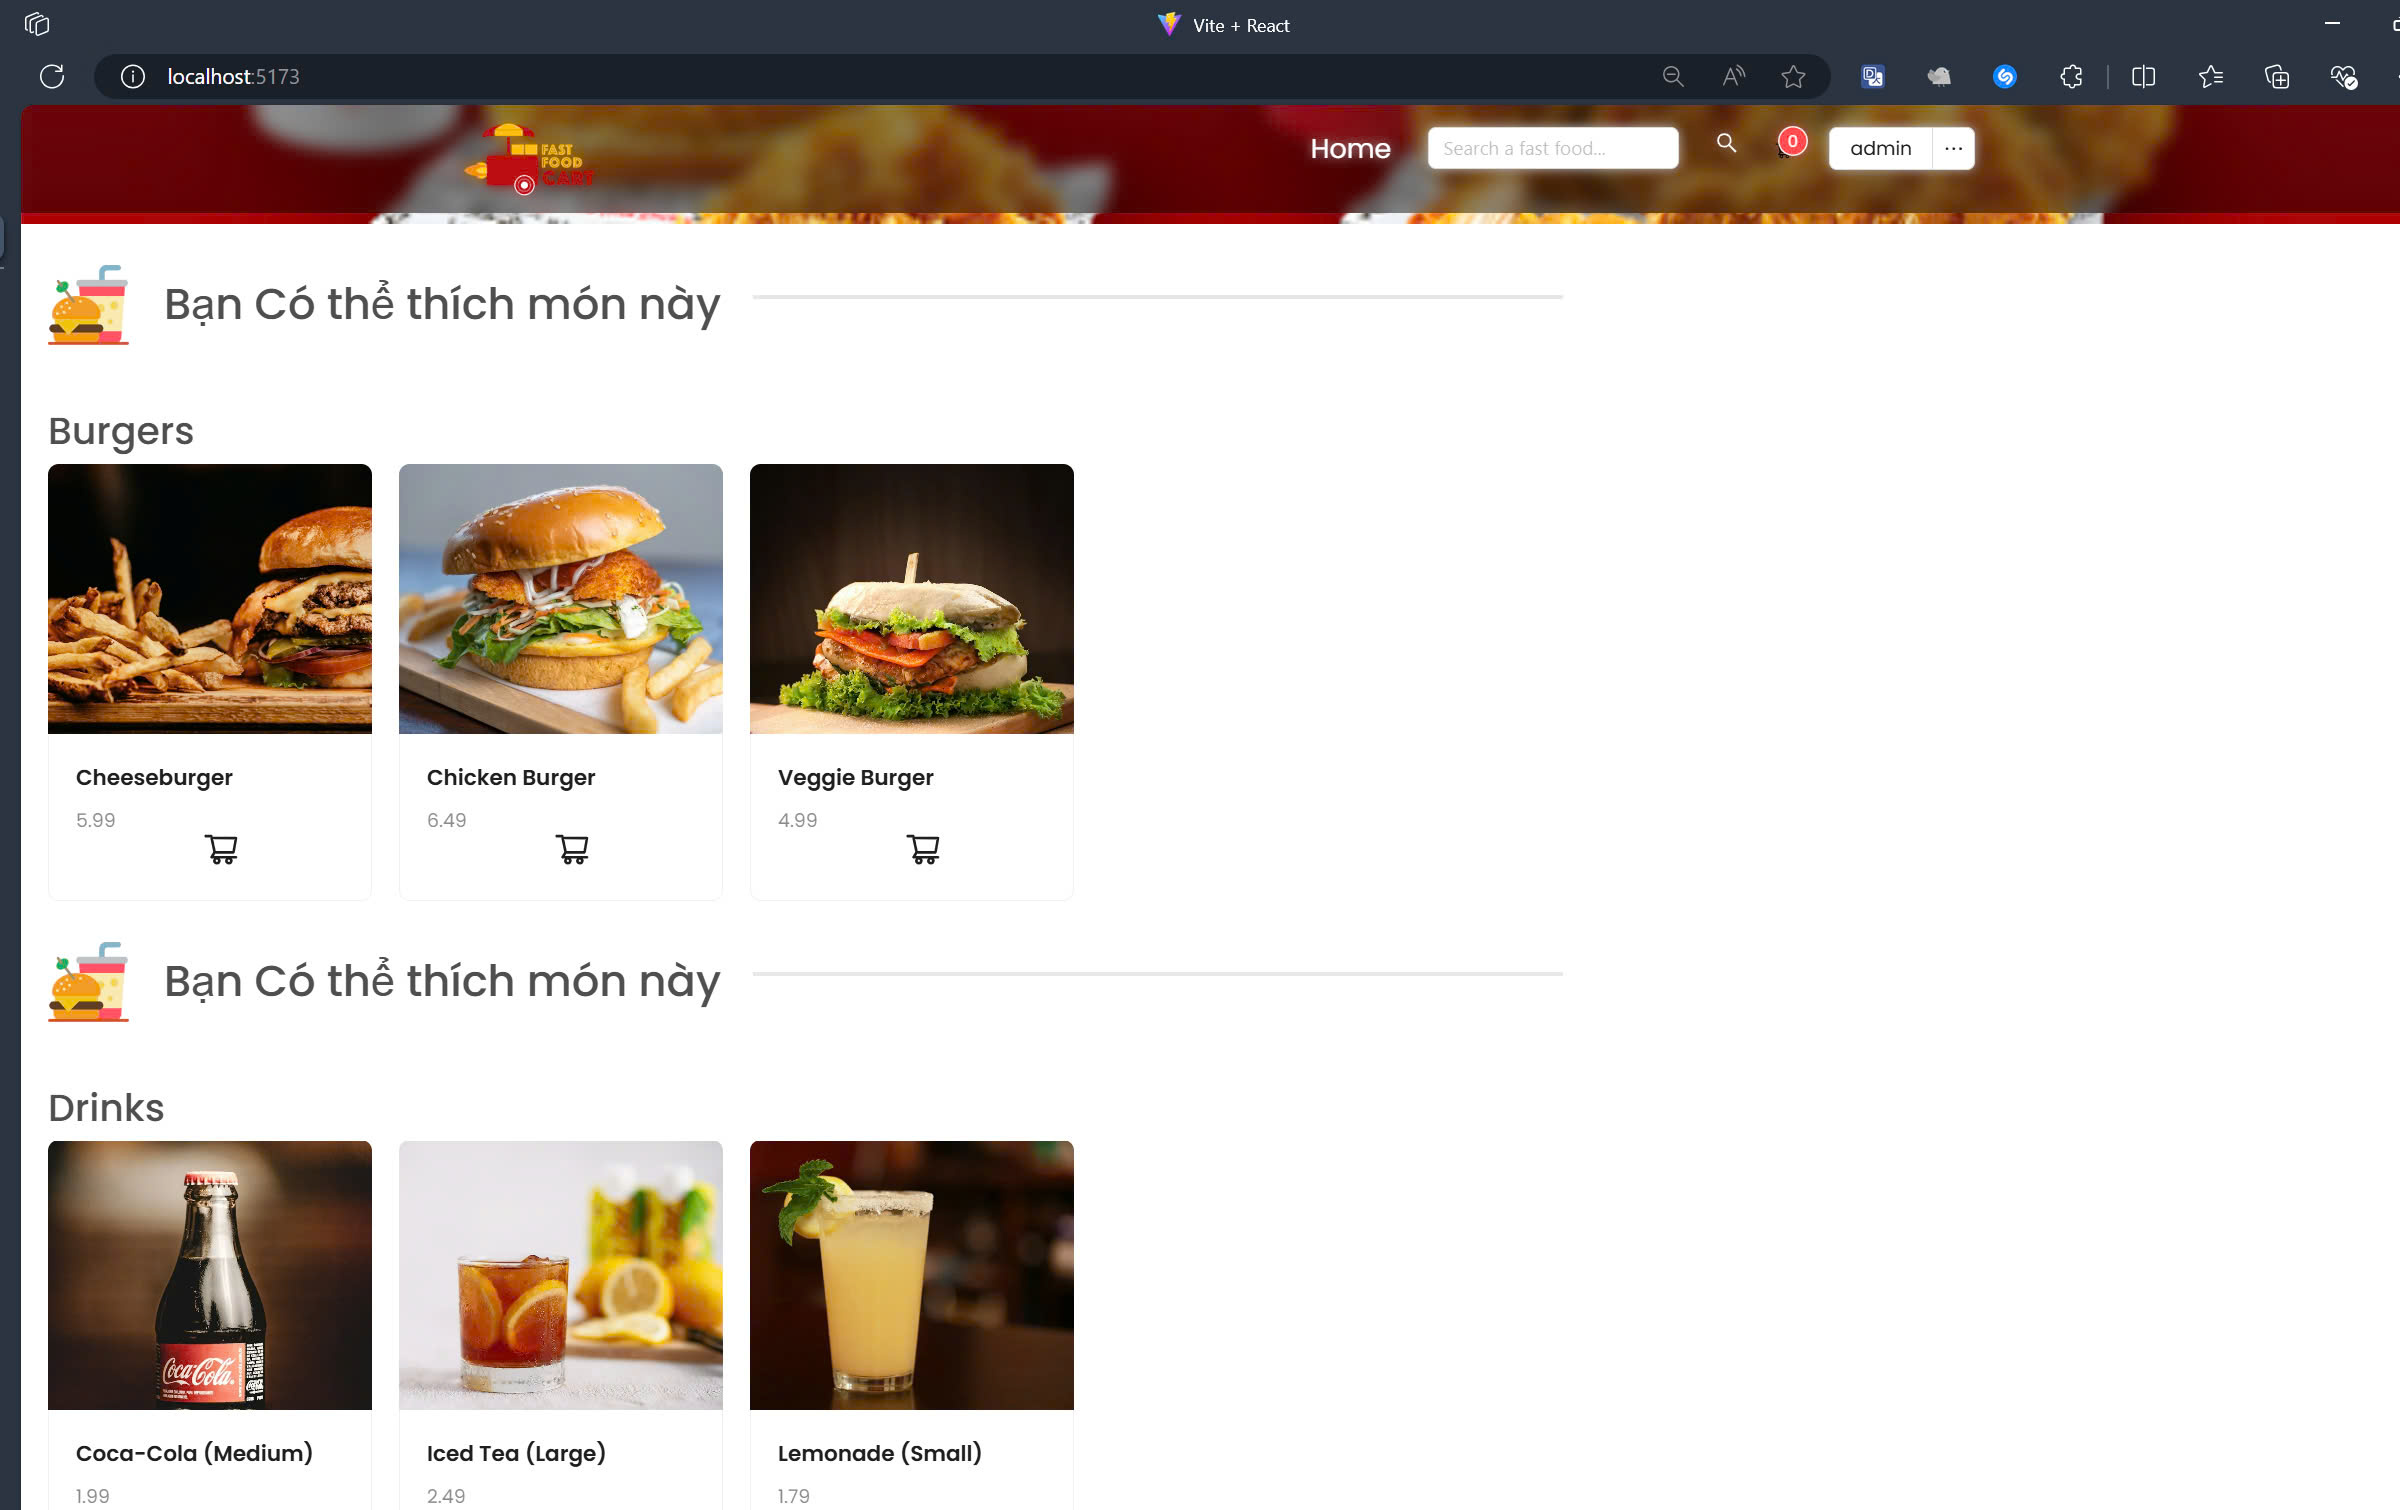 Vite + React
localhost:5173
FAST
FOOD
CART
Home
Search a fast food...
0
admin
Bạn Có thể thích món này
Burgers
Cheeseburger
5.99
Chicken Burger
6.49
Veggie Burger
4.99
Bạn Có thể thích món này
Drinks
Coca-Cola.
Coca-Cola (Medium)
1.99
Iced Tea (Large)
2.49
Lemonade (Small)
1.79